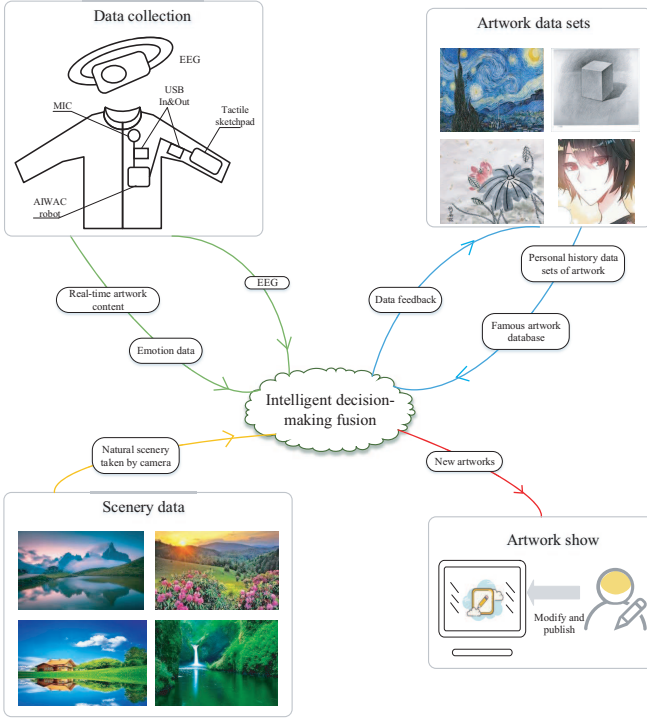 Data collection
EEG
MIC
USB
In&Out
Tactile
sketchpad
AIWAC
robot
Artwork data sets
Real-time artwork
content
EEG
Emotion data
Data feedback
Personal history data
sets of artwork
Famous artwork
database
Intelligent decision-
making fusion
Natural scenery
taken by camera
New artworks
Scenery data
Artwork show
Modify and
publish